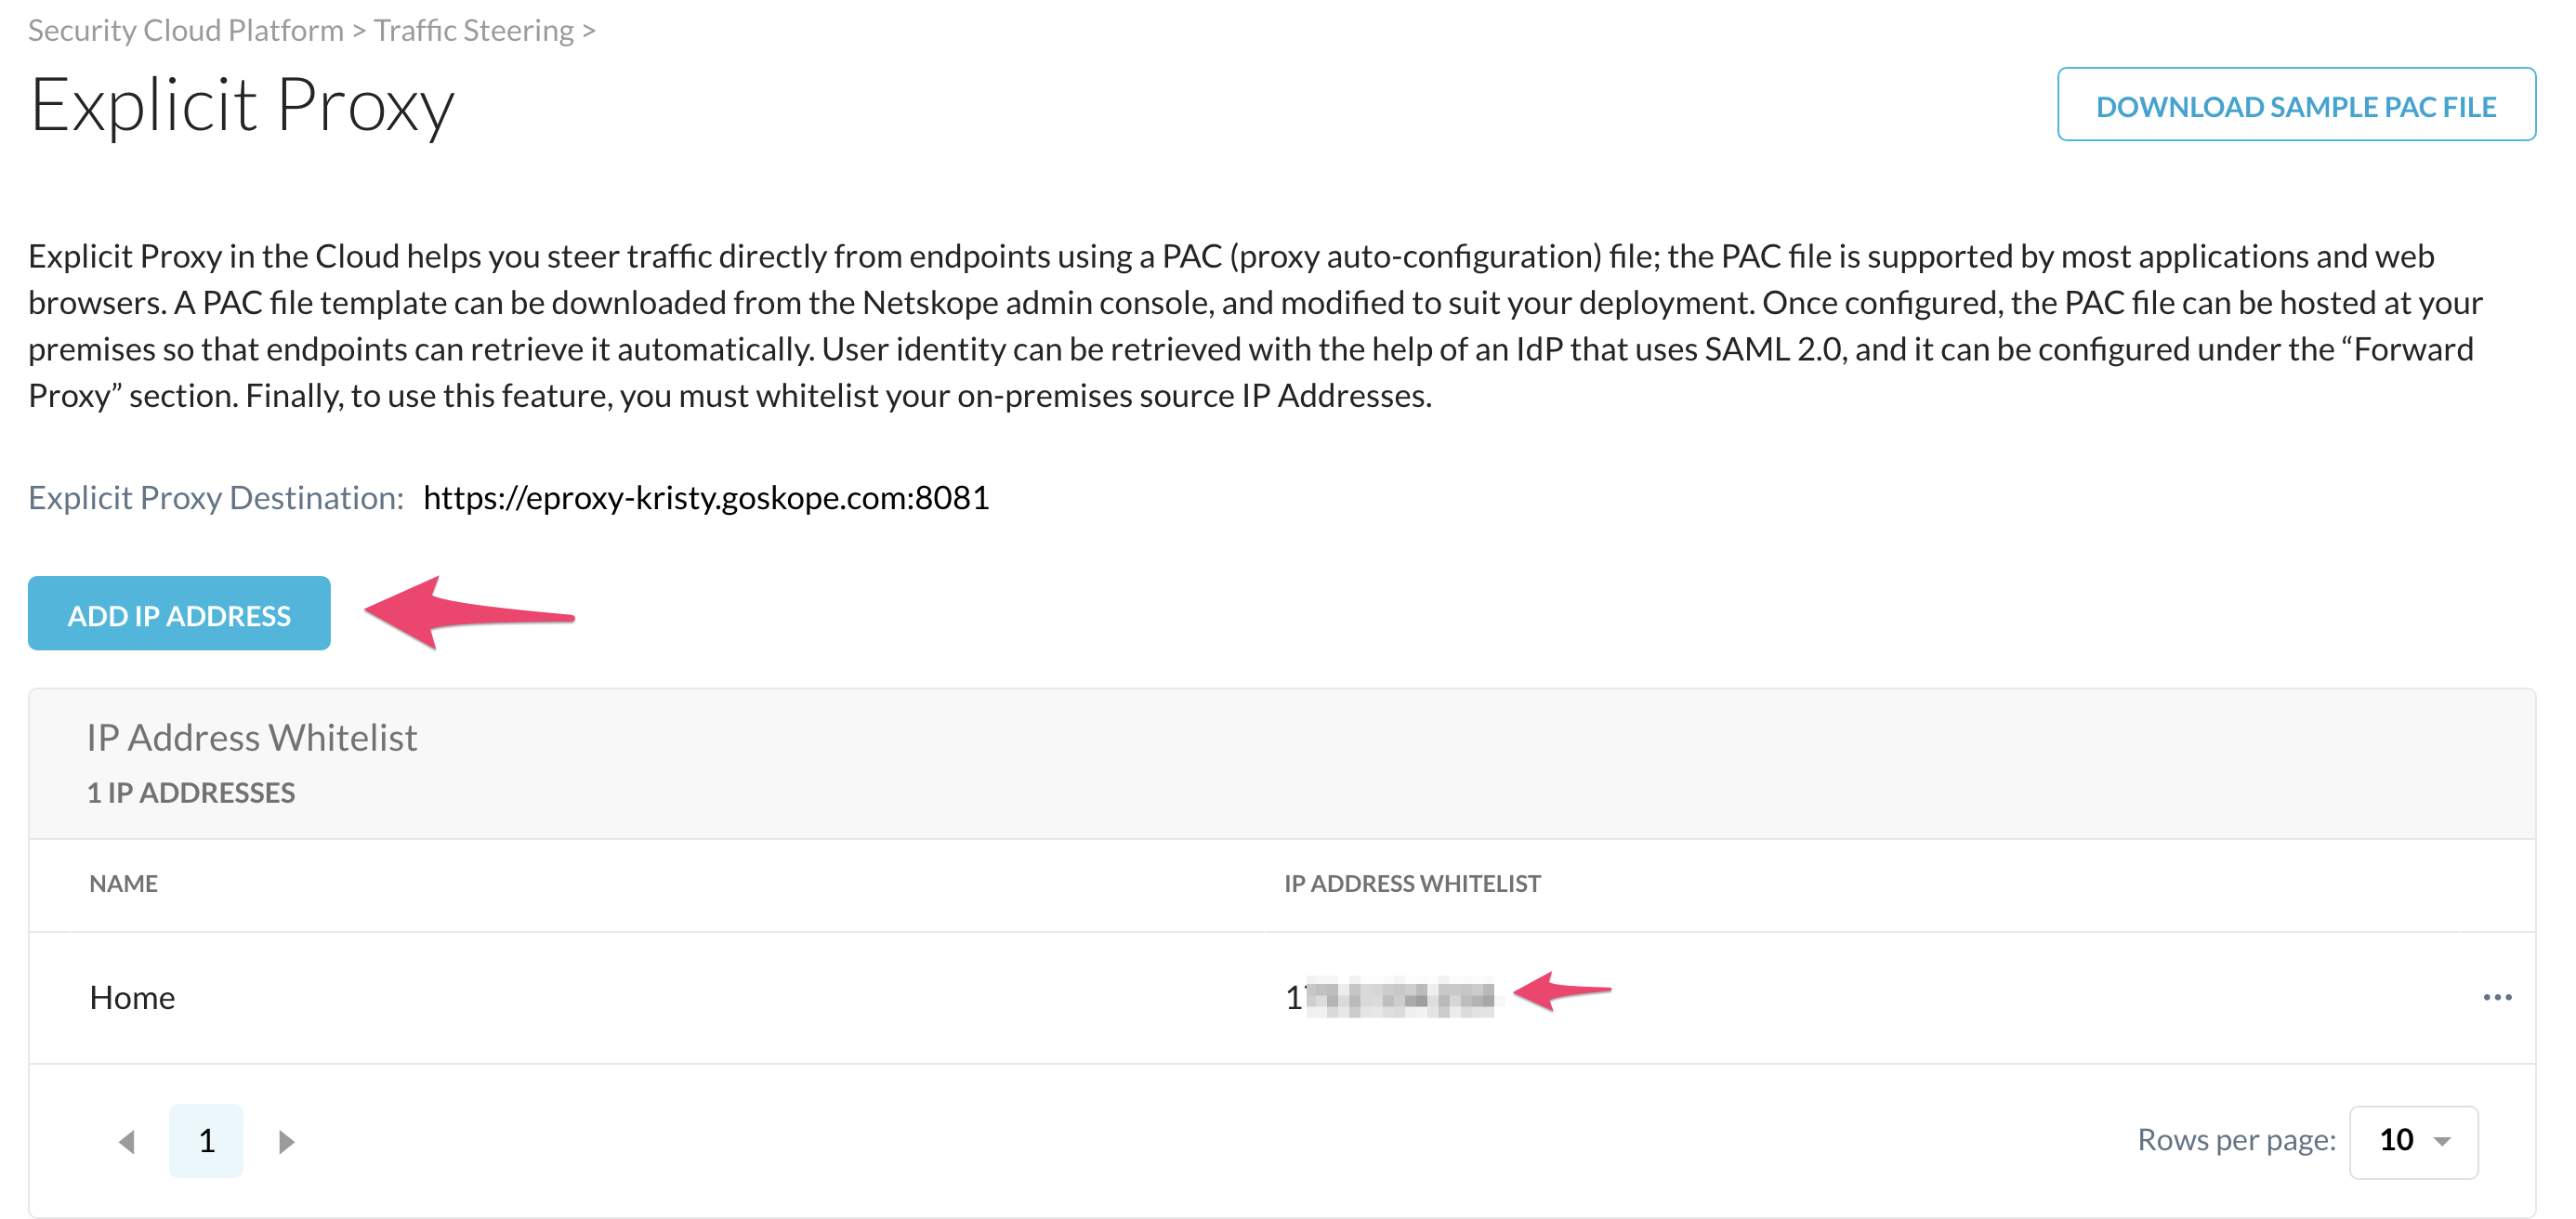 Security Cloud Platform > Traffic Steering >
Explicit Proxy
DOWNLOAD SAMPLE PAC FILE
Explicit Proxy in the Cloud helps you steer traffic directly from endpoints using a PAC (proxy auto-configuration) file; the PAC file is supported by most applications and web
browsers. A PAC file template can be downloaded from the Netskope admin console, and modified to suit your deployment. Once configured, the PAC file can be hosted at your
premises so that endpoints can retrieve it automatically. User identity can be retrieved with the help of an IdP that uses SAML 2.0, and it can be configured under the “Forward
Proxy” section. Finally, to use this feature, you must whitelist your on-premises source IP Addresses.
Explicit Proxy Destination: https://eproxy-kristy.goskope.com:8081
ADD IP ADDRESS
IP Address Whitelist
1 IP ADDRESSES
NAME IP ADDRESS WHITELIST
Home
1 Rows per page: 10